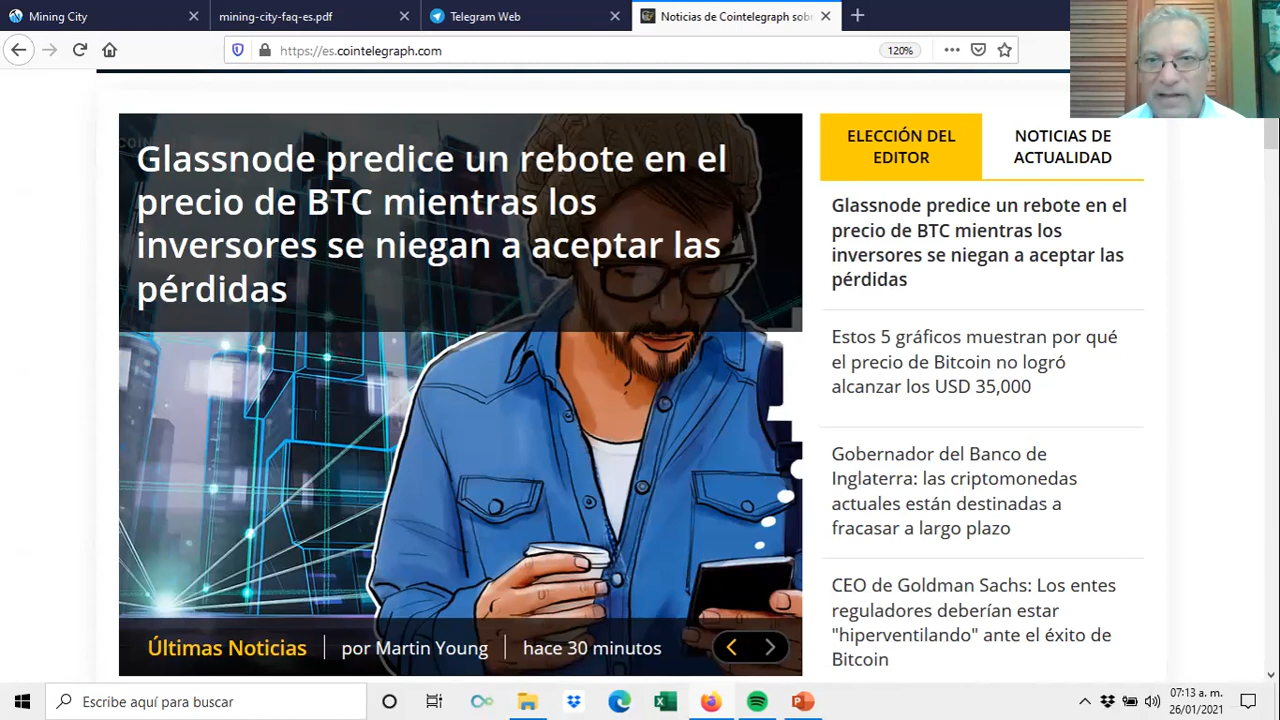 Mining City
mining-city-faq-es.pdf
Telegram Web
Noticias de Cointelegraph sobr
https://es.cointelegraph.com
120%
Glassnode predice un rebote en el
precio de BTC mientras los
inversores se niegan a aceptar las
pérdidas
Últimas Noticias
por Martin Young
hace 30 minutos
ELECCIÓN DEL
EDITOR
NOTICIAS DE
ACTUALIDAD
Glassnode predice un rebote en el
precio de BTC mientras los
inversores se niegan a aceptar las
pérdidas
Estos 5 gráficos muestran por qué
el precio de Bitcoin no logró
alcanzar los USD 35,000
Gobernador del Banco de
Inglaterra: las criptomonedas
actuales están destinadas a
fracasar a largo plazo
CEO de Goldman Sachs: Los entes
reguladores deberían estar
"hiperventilando" ante el éxito de
Bitcoin
Escribe aquí para buscar
07:13 a. m.
26/01/2021